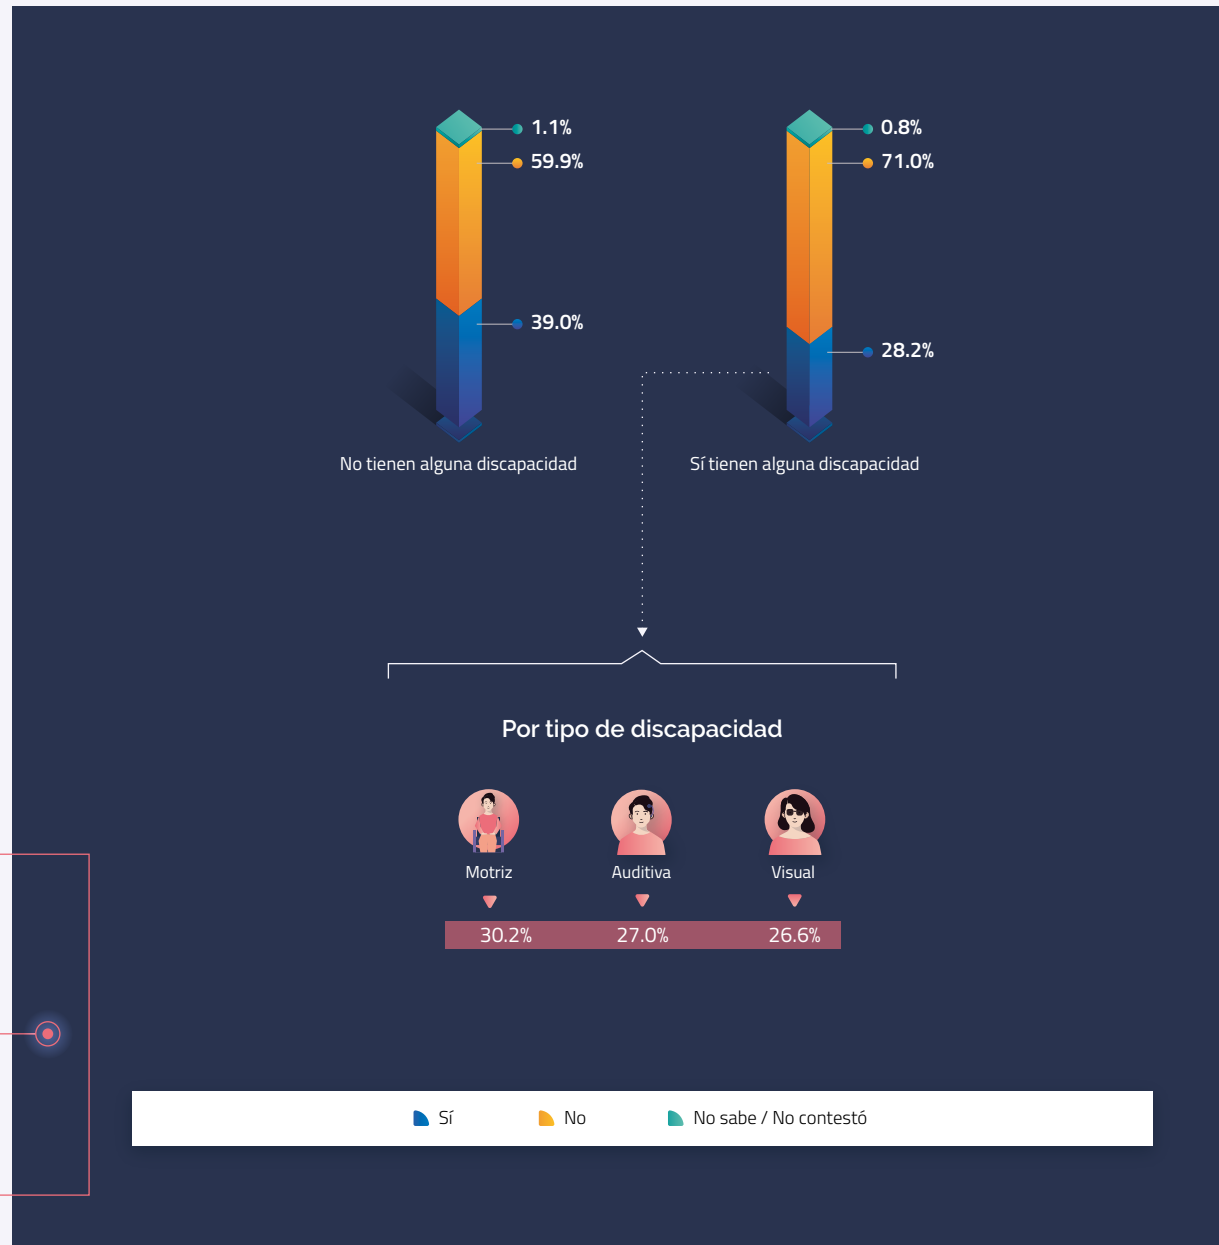 1.1%
59.9%
39.0%
No tienen alguna discapacidad
0.8%
71.0%
28.2%
Sí tienen alguna discapacidad
Por tipo de discapacidad
Motriz
Auditiva
Visual
30.2%
27.0%
26.6%
Sí
No
No sabe / No contestó